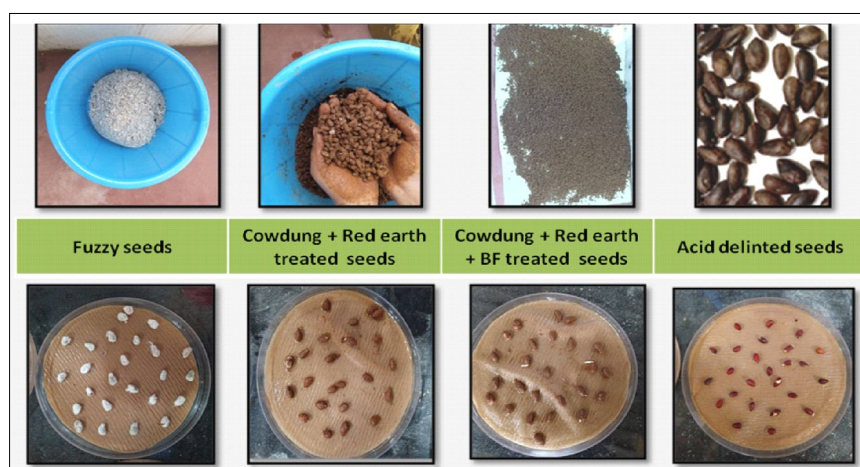 Fuzzy seeds
Cowdung + Red earth
treated seeds
Cowdung + Red earth
+ BF treated seeds
Acid delinted seeds